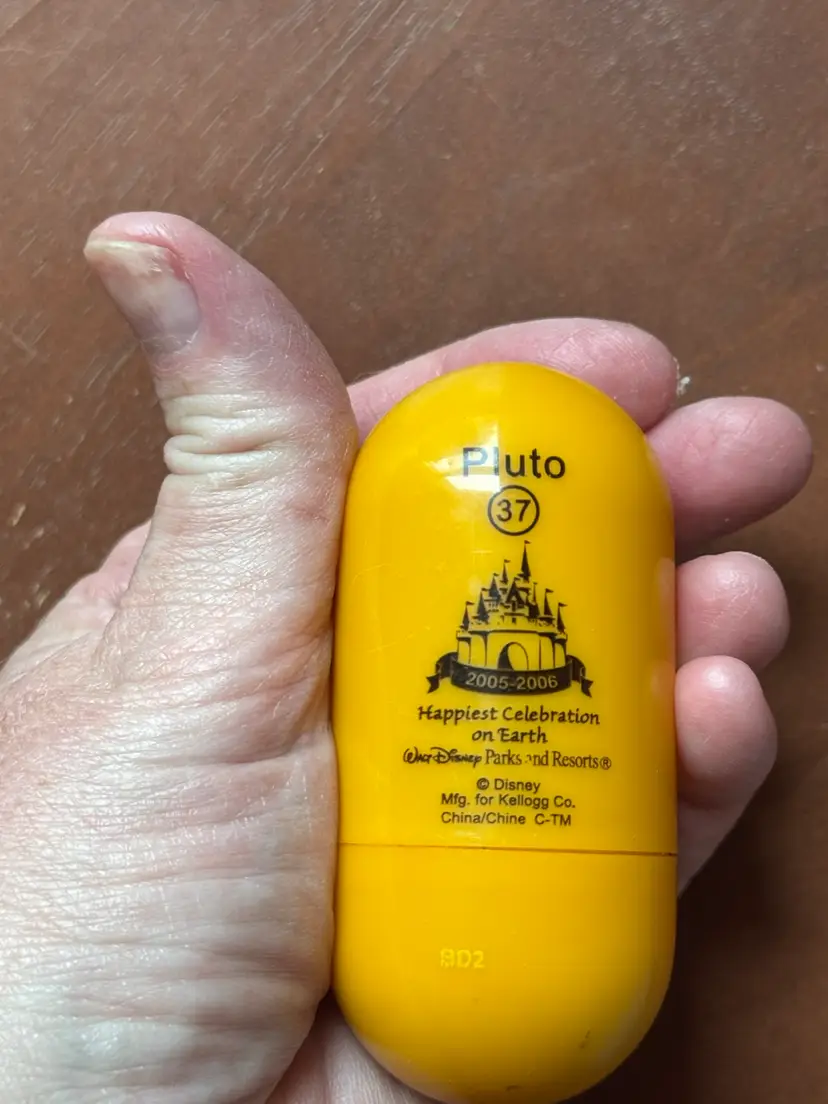 Pluto
37
2005-2006
Happiest Celebration
on Earth
Walt Disney Parks and Resorts®
© Disney
Mfg. for Kellogg Co.
China/Chine C-TM